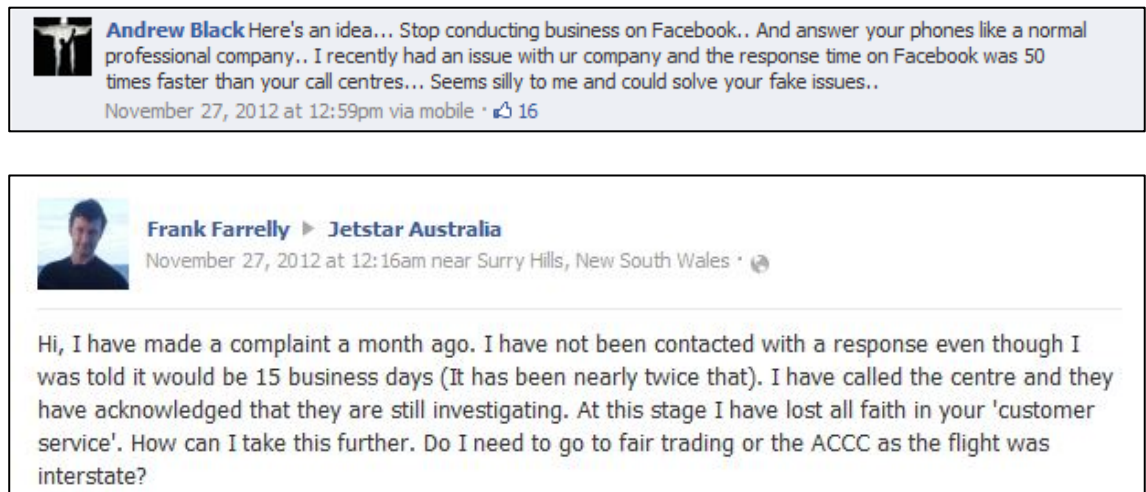 Andrew Black Here's an idea... Stop conducting business on Facebook.. And answer your phones like a normal
professional company.. I recently had an issue with ur company and the response time on Facebook was 50
times faster than your call centres... Seems silly to me and could solve your fake issues..
November 27, 2012 at 12:59pm via mobile · 16
Frank Farrelly ▶ Jetstar Australia
November 27, 2012 at 12:16am near Surry Hills, New South Wales ·
Hi, I have made a complaint a month ago. I have not been contacted with a response even though I
was told it would be 15 business days (It has been nearly twice that). I have called the centre and they
have acknowledged that they are still investigating. At this stage I have lost all faith in your 'customer
service'. How can I take this further. Do I need to go to fair trading or the ACCC as the flight was
interstate?